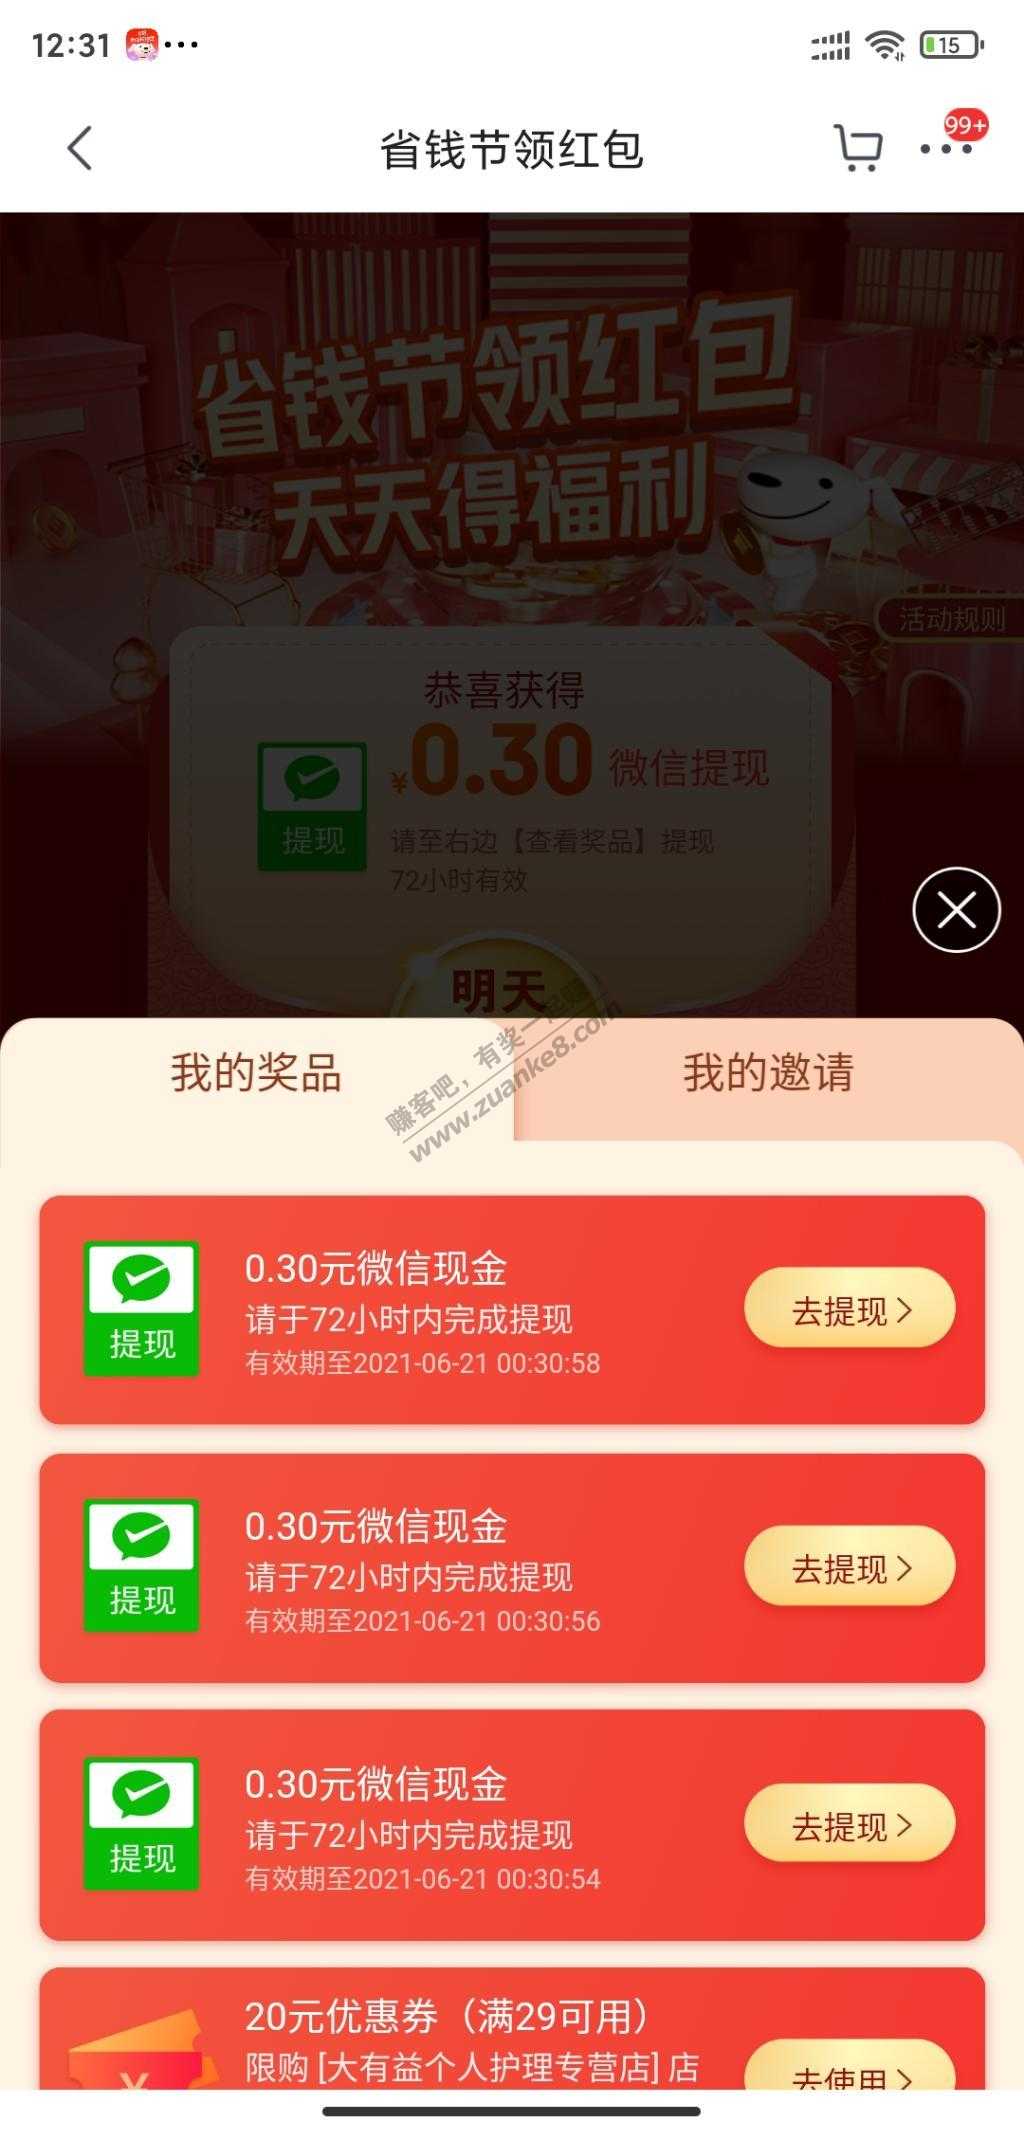 12:31
15
省钱节领红包
99+
省钱节领红包
天天得福利
活动规则
恭喜获得
¥0.30 微信提现
提现
请至右边【查看奖品】提现
72小时有效
明天
赚客吧，有奖一起赚
www.zuanke8.com
我的奖品
我的邀请
提现
0.30元微信现金
请于72小时内完成提现
有效期至2021-06-21 00:30:58
去提现
提现
0.30元微信现金
请于72小时内完成提现
有效期至2021-06-21 00:30:56
去提现
提现
0.30元微信现金
请于72小时内完成提现
有效期至2021-06-21 00:30:54
去提现
20元优惠券（满29可用）
限购 [大有益个人护理专营店] 店
¥
去使用